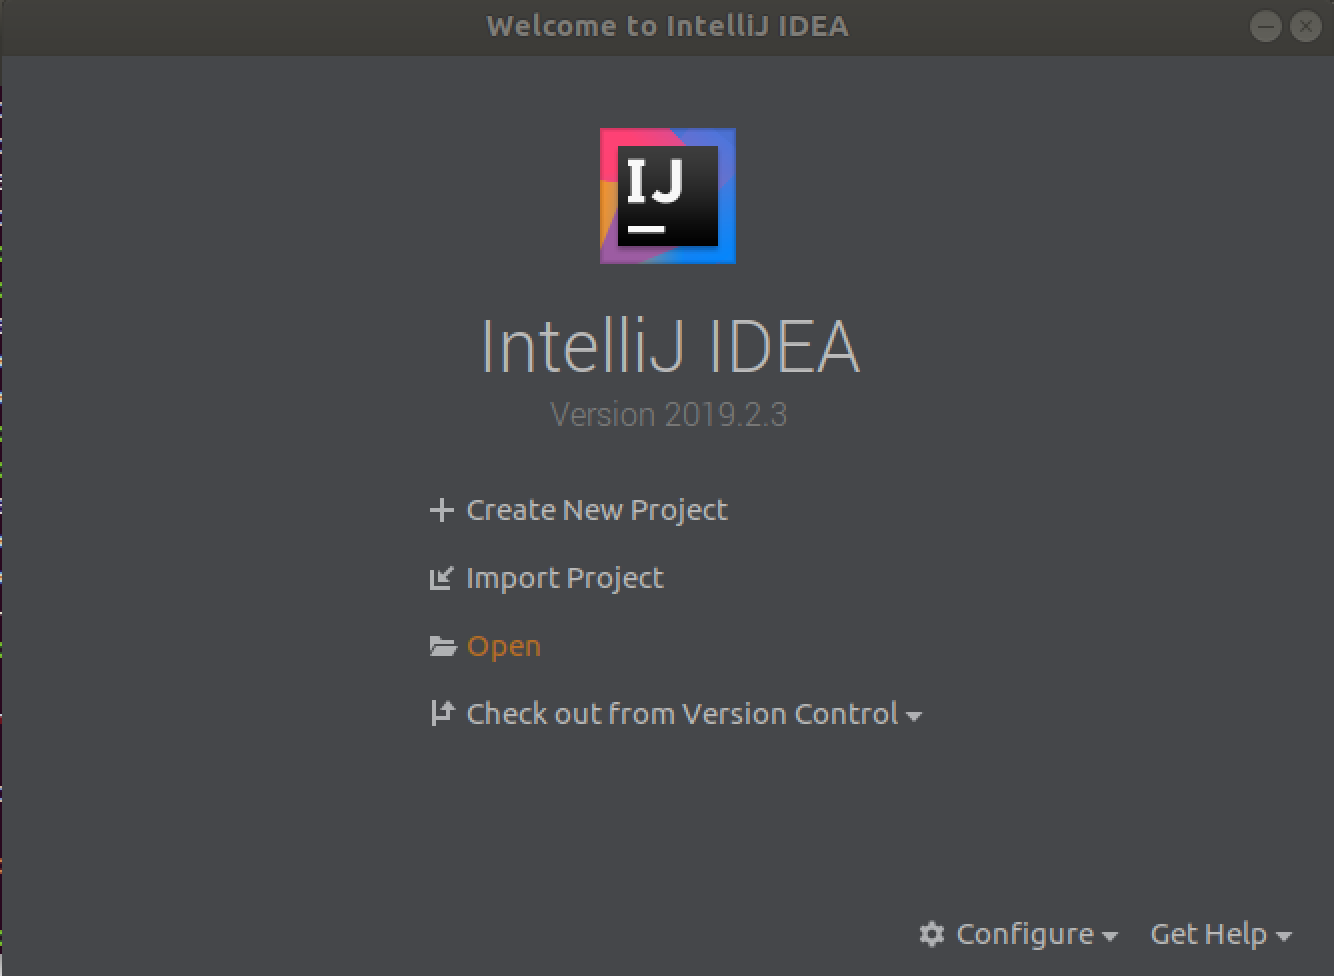 Welcome to IntelliJ IDEA
IJ
IntelliJ IDEA
Version 2019.2.3
Create New Project
Import Project
Open
Check out from Version Control
Configure Get Help